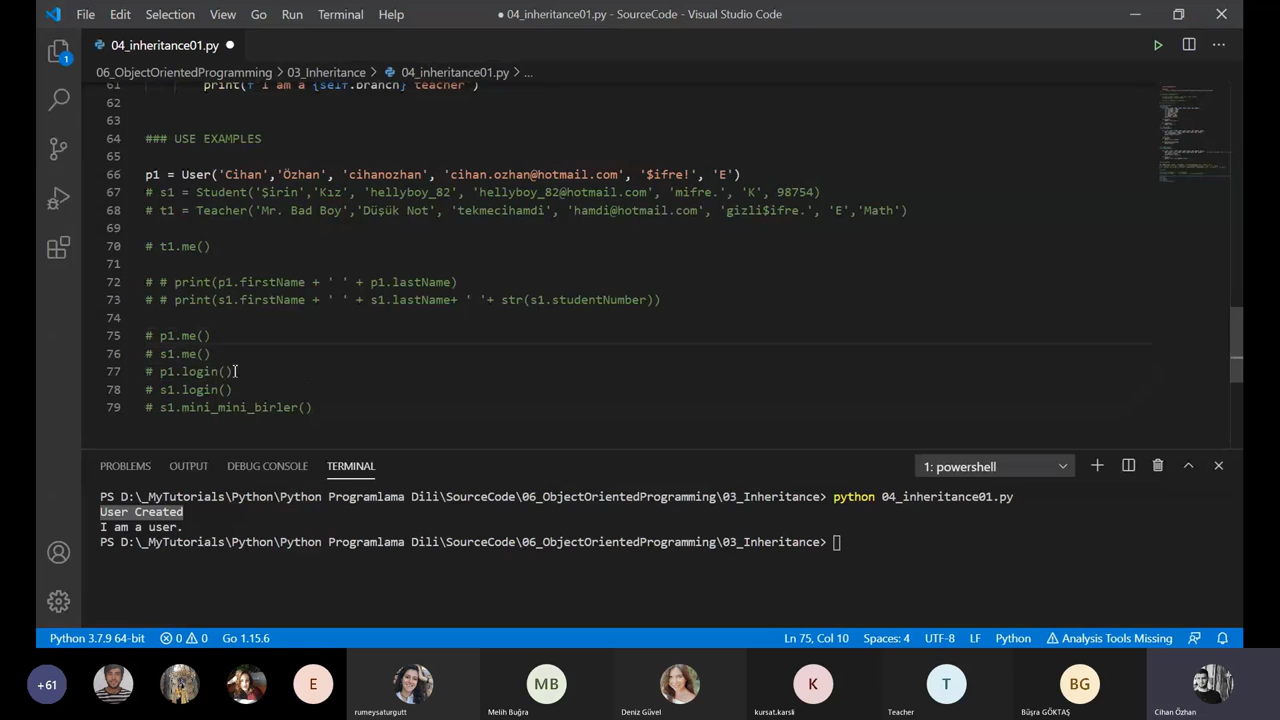 File Edit Selection View Go Run Terminal Help
● 04_inheritance01.py - SourceCode - Visual Studio Code
04_inheritance01.py ●
06_ObjectOrientedProgramming > 03_Inheritance > 04_inheritance01.py > ...
61 print(f'I am a {self.branch} teacher')
62
63
64 ### USE EXAMPLES
65
66 p1 = User('Cihan','Özhan', 'cihanozhan', 'cihan.ozhan@hotmail.com', '$ifre!', 'E')
67 # s1 = Student('Şirin','Kız', 'hellyboy_82', 'hellyboy_82@hotmail.com', 'mifre.', 'K', 98754)
68 # t1 = Teacher('Mr. Bad Boy','Düşük Not', 'tekmecihamdi', 'hamdi@hotmail.com', 'gizli$ifre.', 'E','Math')
69
70 # t1.me()
71
72 # # print(p1.firstName + ' ' + p1.lastName)
73 # # print(s1.firstName + ' ' + s1.lastName+ ' '+ str(s1.studentNumber))
74
75 # p1.me()
76 # s1.me()
77 # p1.login()
78 # s1.login()
79 # s1.mini_mini_birler()
1
PROBLEMS OUTPUT DEBUG CONSOLE TERMINAL
1: powershell
PS D:\_MyTutorials\Python\Python Programlama Dili\SourceCode\06_ObjectOrientedProgramming\03_Inheritance> python 04_inheritance01.py
User Created
I am a user.
PS D:\_MyTutorials\Python\Python Programlama Dili\SourceCode\06_ObjectOrientedProgramming\03_Inheritance>
Python 3.7.9 64-bit 0 0 Go 1.15.6
Ln 75, Col 10 Spaces: 4 UTF-8 LF Python Analysis Tools Missing
+61 E MB K T BG
rumeysaturgutt Melih Buğra Deniz Güvel kursat.karsli Teacher Büşra GÖKTAŞ Cihan Özhan